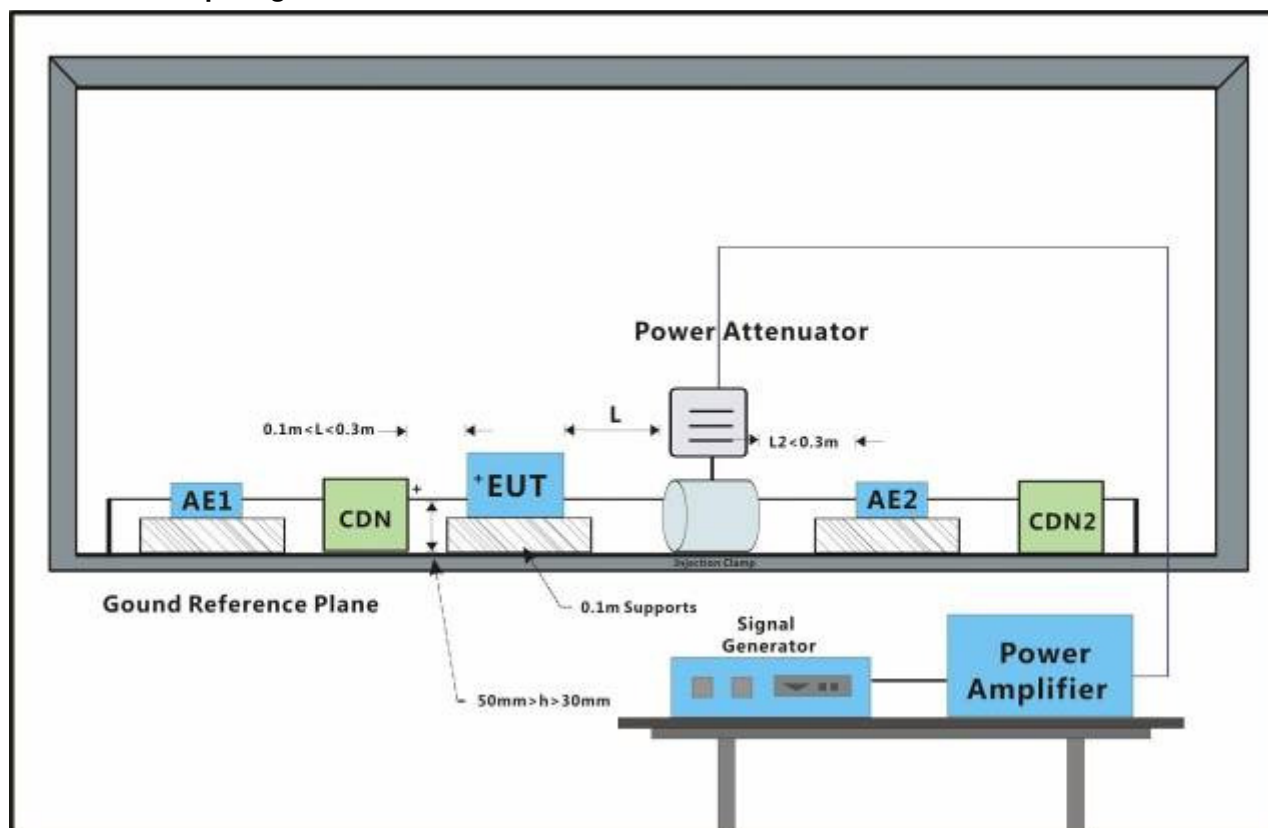 Power Attenuator
L
0.1m<L<0.3m
L2<0.3m
+
+EUT
AE1
CDN
AE2
CDN2
Injection Clamp
Gound Reference Plane
0.1m Supports
Signal
Generator
Power
Amplifier
50mm>h>30mm